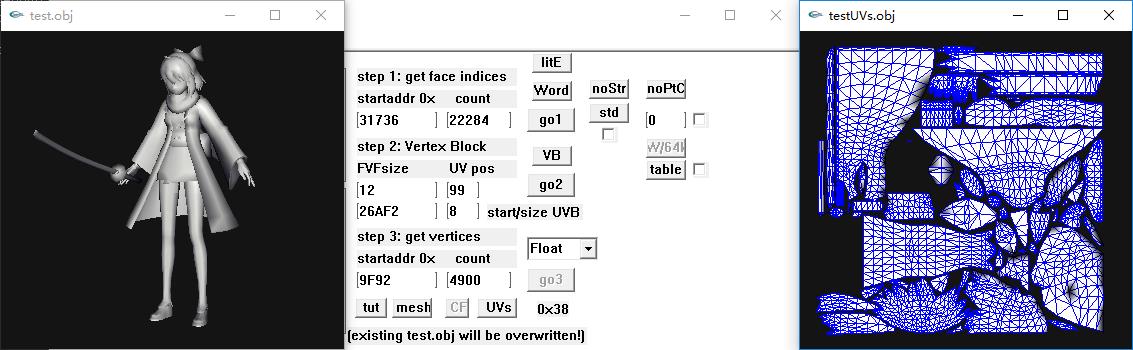 test.obj
testUVs.obj
litE
step 1: get face indices
Word
noStr
noPtC
startaddr 0x count
31736 22284
go1
std
0
step 2: Vertex Block
VB
FVFsize UV pos
table
12 99
go2
26AF2 8 start/size UVB
step 3: get vertices
Float
startaddr 0x count
9F92 4900
go3
tut mesh CF UVs 0x38
(existing test.obj will be overwritten!)